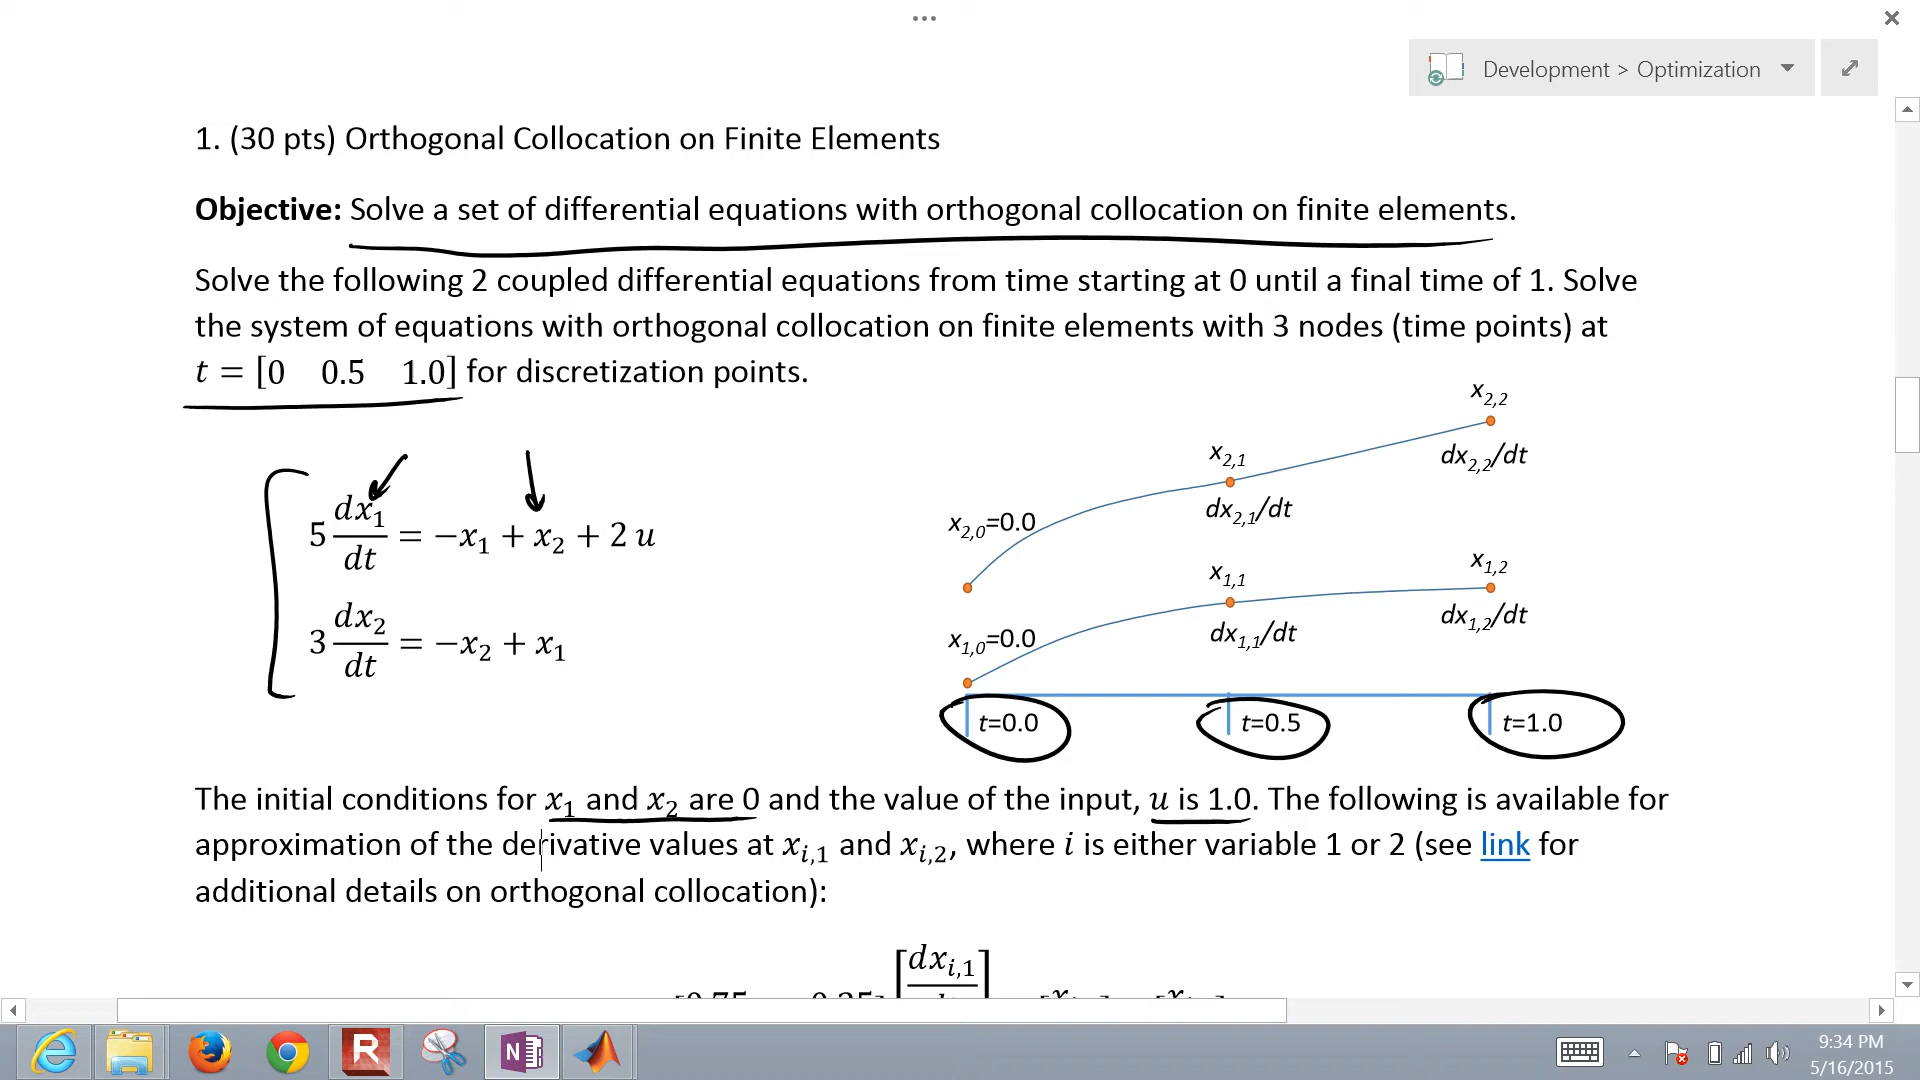 Development > Optimization
1. (30 pts) Orthogonal Collocation on Finite Elements
Objective: Solve a set of differential equations with orthogonal collocation on finite elements.
Solve the following 2 coupled differential equations from time starting at 0 until a final time of 1. Solve
the system of equations with orthogonal collocation on finite elements with 3 nodes (time points) at
t = [0 0.5 1.0] for discretization points.
5 dx₁/dt = −x₁ + x₂ + 2 u
3 dx₂/dt = −x₂ + x₁
x₂,₂
x₂,₁
dx₂,₂/dt
dx₂,₁/dt
x₂,₀=0.0
x₁,₂
x₁,₁
dx₁,₂/dt
dx₁,₁/dt
x₁,₀=0.0
t=0.0 t=0.5 t=1.0
The initial conditions for x₁ and x₂ are 0 and the value of the input, u is 1.0. The following is available for
approximation of the derivative values at xᵢ,₁ and xᵢ,₂, where i is either variable 1 or 2 (see link for
additional details on orthogonal collocation):
dxᵢ,₁
9:34 PM
5/16/2015